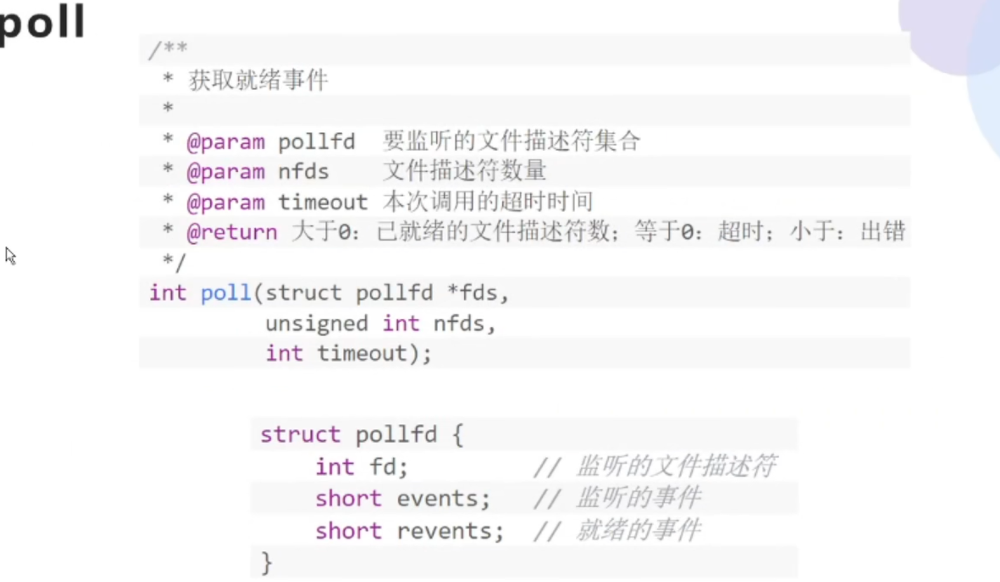 poll
/**
 * 获取就绪事件
 *
 * @param pollfd  要监听的文件描述符集合
 * @param nfds    文件描述符数量
 * @param timeout 本次调用的超时时间
 * @return 大于0：已就绪的文件描述符数；等于0：超时；小于：出错
 */
int poll(struct pollfd *fds,
         unsigned int nfds,
         int timeout);
struct pollfd {
    int fd;         // 监听的文件描述符
    short events;   // 监听的事件
    short revents;  // 就绪的事件
}